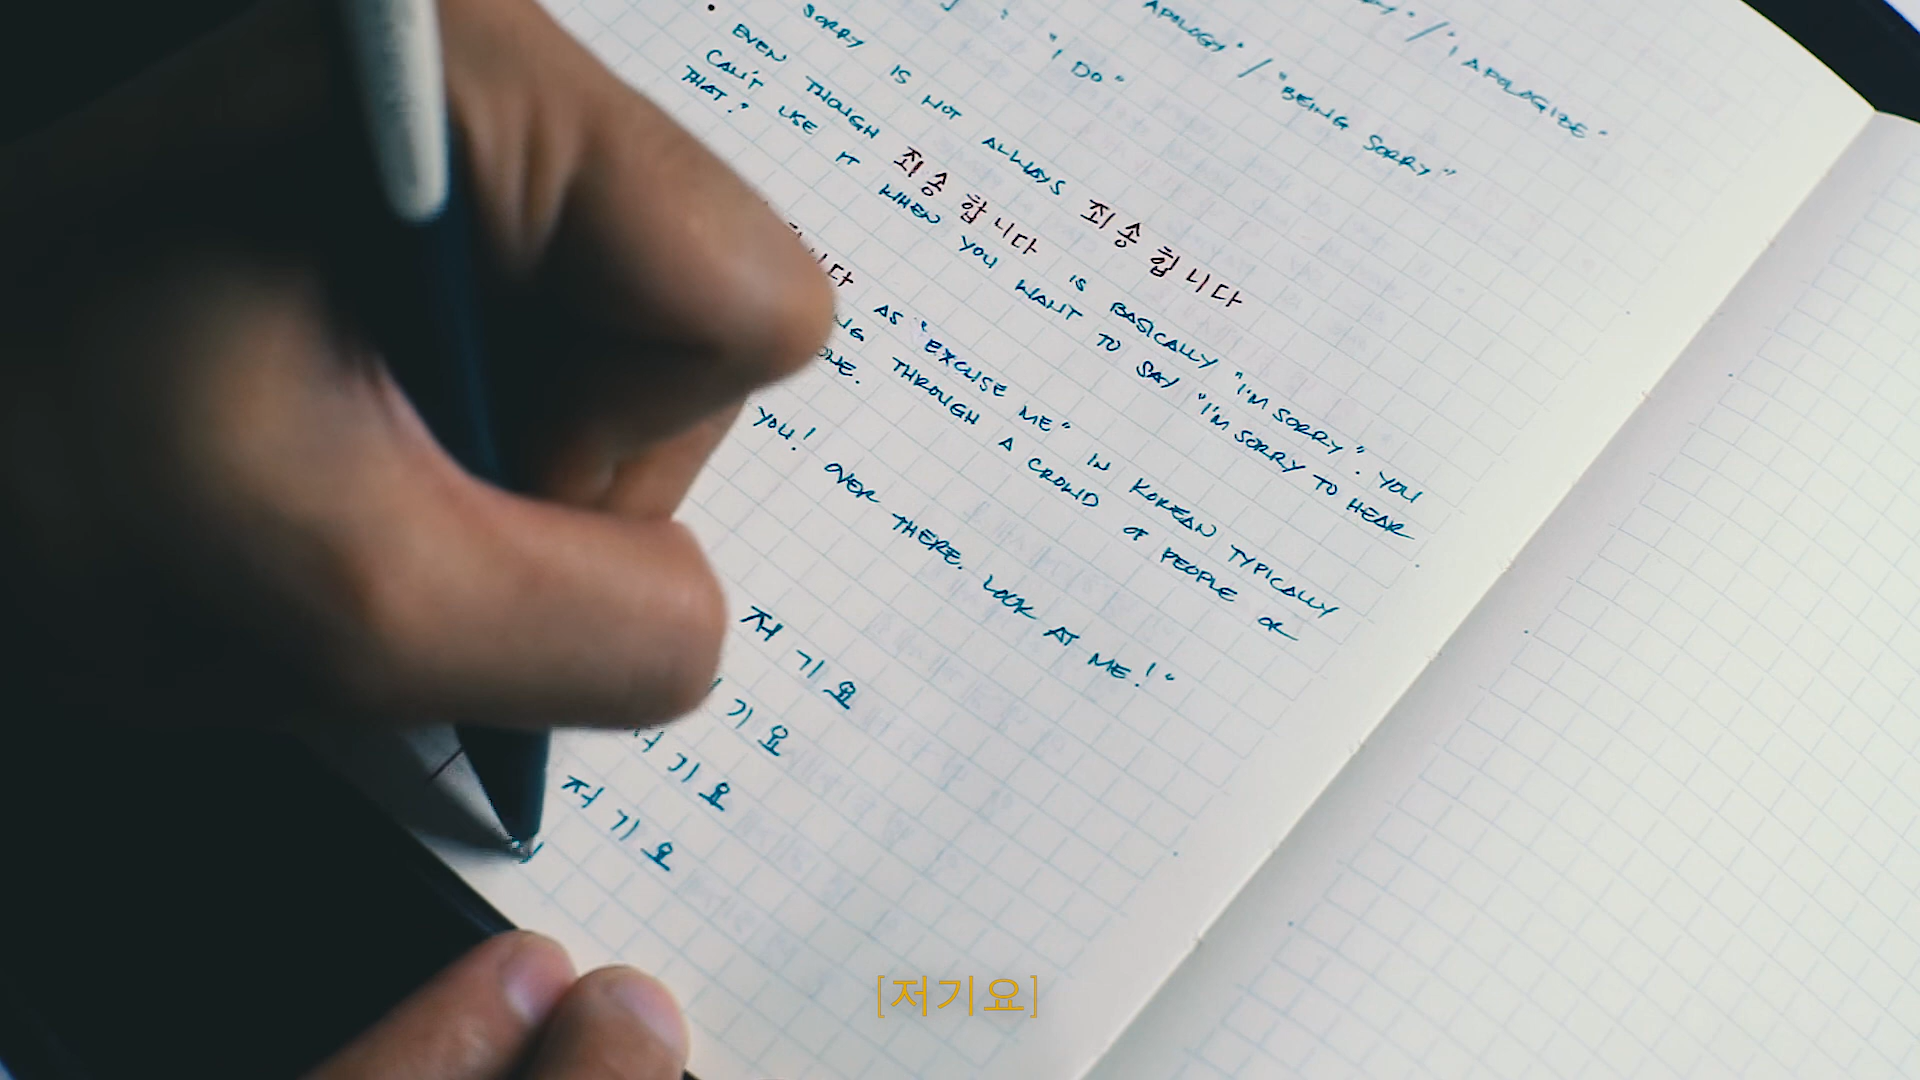 " / "I APOLOGIZE"
APOLOGY" / "BEING SORRY"
"I DO"
SORRY IS NOT ALWAYS 죄송합니다
EVEN THOUGH 죄송합니다 IS BASICALLY "I'M SORRY". YOU
CAN'T USE IT WHEN YOU WANT TO SAY "I'M SORRY TO HEAR
THAT."
니다 AS "EXCUSE ME" IN KOREAN TYPICALLY
NG THROUGH A CROWD OF PEOPLE OR
ONE.
YOU! OVER THERE. LOOK AT ME!"
저기요
기요
저기요
저기요
[저기요]